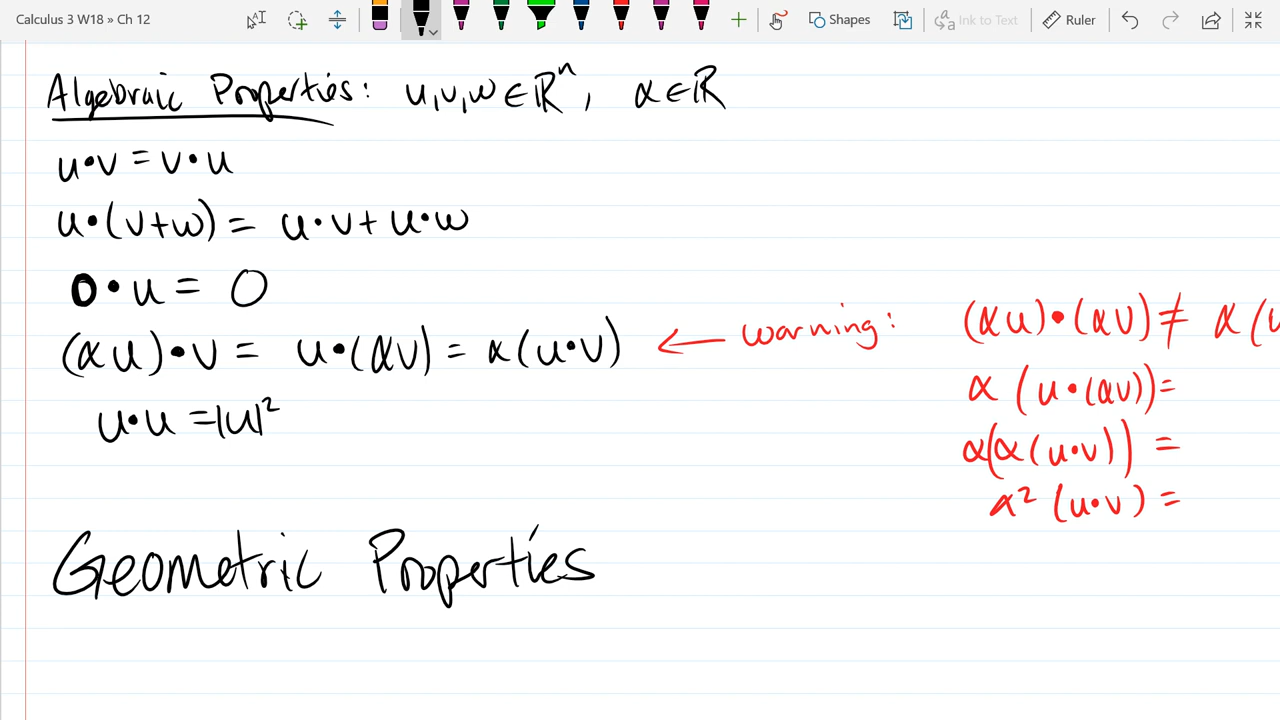 Calculus 3 W18 » Ch 12
Shapes
Ink to Text
Ruler
Algebraic Properties: u,v,w ∈ ℝⁿ, α ∈ ℝ
u•v = v•u
u•(v+w) = u•v + u•w
0•u = 0
(αu)•v = u•(αv) = α(u•v) ← warning: (αu)•(αv) ≠ α(u
α(u•(αv)) =
u•u = |u|²
α(α(u•v)) =
α²(u•v) =
Geometric Properties